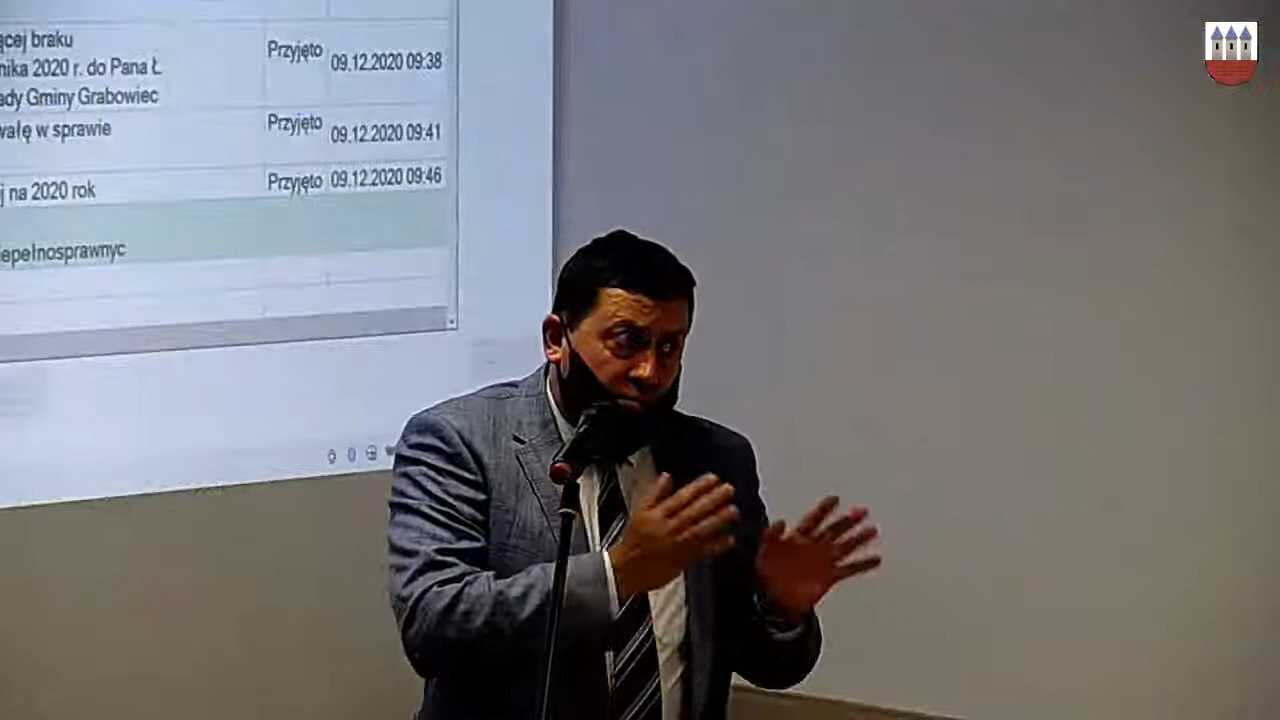 ącej braku
Przyjęto 09.12.2020 09:38
nika 2020 r. do Pana Ł
ady Gminy Grabowiec
wałę w sprawie
Przyjęto 09.12.2020 09:41
j na 2020 rok
Przyjęto 09.12.2020 09:46
iepełnosprawnyc